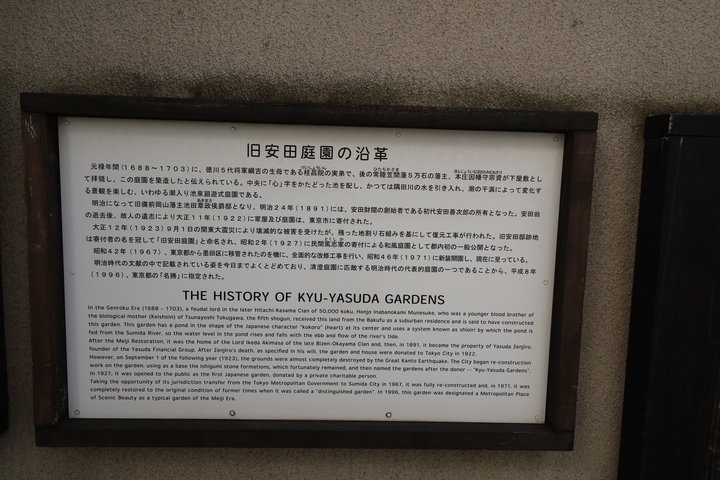 旧安田庭園の沿革
元禄年間(1688〜1703)に、徳川5代将軍綱吉の生母である桂昌院の実弟で、後の常陸笠間藩5万石の藩主、本庄因幡守宗資が下屋敷とし
て拝領し、この庭園を築造したと伝えられている。中央に「心」字をかたどった池を配し、かつては隅田川の水を引き入れ、潮の干満によって変化す
る景観を楽しむ、いわゆる潮入り池泉廻遊式庭園である。
明治になって旧備前岡山藩主池田章政侯爵邸となり、明治24年(1891)には、安田財閥の創始者である初代安田善次郎の所有となった。安田翁
の逝去後、故人の遺志により大正11年(1922)に家屋及び庭園は、東京市に寄付された。
大正12年(1923)9月1日の関東大震災により壊滅的な被害を受けたが、残った地割り石組みを基にして復元工事が行われた。旧安田邸跡地
は寄付者の名を冠して「旧安田庭園」と命名され、昭和2年(1927)に民間篤志家の寄付による和風庭園として都内初の一般公開となった。
昭和42年(1967)、東京都から墨田区に移管されたのを機に、全面的な改修工事を行い、昭和46年(1971)に新装開園し、現在に至っている。
明治時代の文献の中で記載されている姿を今日までよくとどめており、清澄庭園に匹敵する明治時代の代表的庭園の一つであることから、平成8年
(1996)、東京都の「名勝」に指定された。
THE HISTORY OF KYU-YASUDA GARDENS
In the Genroku Era (1688 - 1703), a feudal lord in the later Hitachi-Kasama Clan of 50,000 koku, Honjo Inabanokami Munesuke, who was a younger blood brother of
the biological mother (Keishoin) of Tsunayoshi Tokugawa, the fifth shogun, received this land from the Bakufu as a suburban residence and is said to have constructed
this garden. This garden has a pond in the shape of the Japanese character "kokoro" (heart) at its center and uses a system known as shioiri by which the pond is
fed from the Sumida River, so the water level in the pond rises and falls with the ebb and flow of the river's tide.
After the Meiji Restoration, it was the home of the Lord Ikeda Akimasa of the late Bizen-Okayama Clan and, then, in 1891, it became the property of Yasuda Zenjiro,
founder of the Yasuda Financial Group. After Zenjiro's death, as specified in his will, the garden and house were donated to Tokyo City in 1922.
However, on September 1 of the following year (1923), the grounds were almost completely destroyed by the Great Kanto Earthquake. The City began re-construction
work on the garden, using as a base the ishigumi stone formations, which fortunately remained, and then named the gardens after the donor -- "Kyu-Yasuda Gardens".
In 1927, it was opened to the public as the first Japanese garden, donated by a private charitable person.
Taking the opportunity of its jurisdiction transfer from the Tokyo Metropolitan Government to Sumida City in 1967, it was fully re-constructed and, in 1971, it was
completely restored to the original condition of former times when it was called a "distinguished garden". In 1996, this garden was designated a Metropolitan Place
of Scenic Beauty as a typical garden of the Meiji Era.